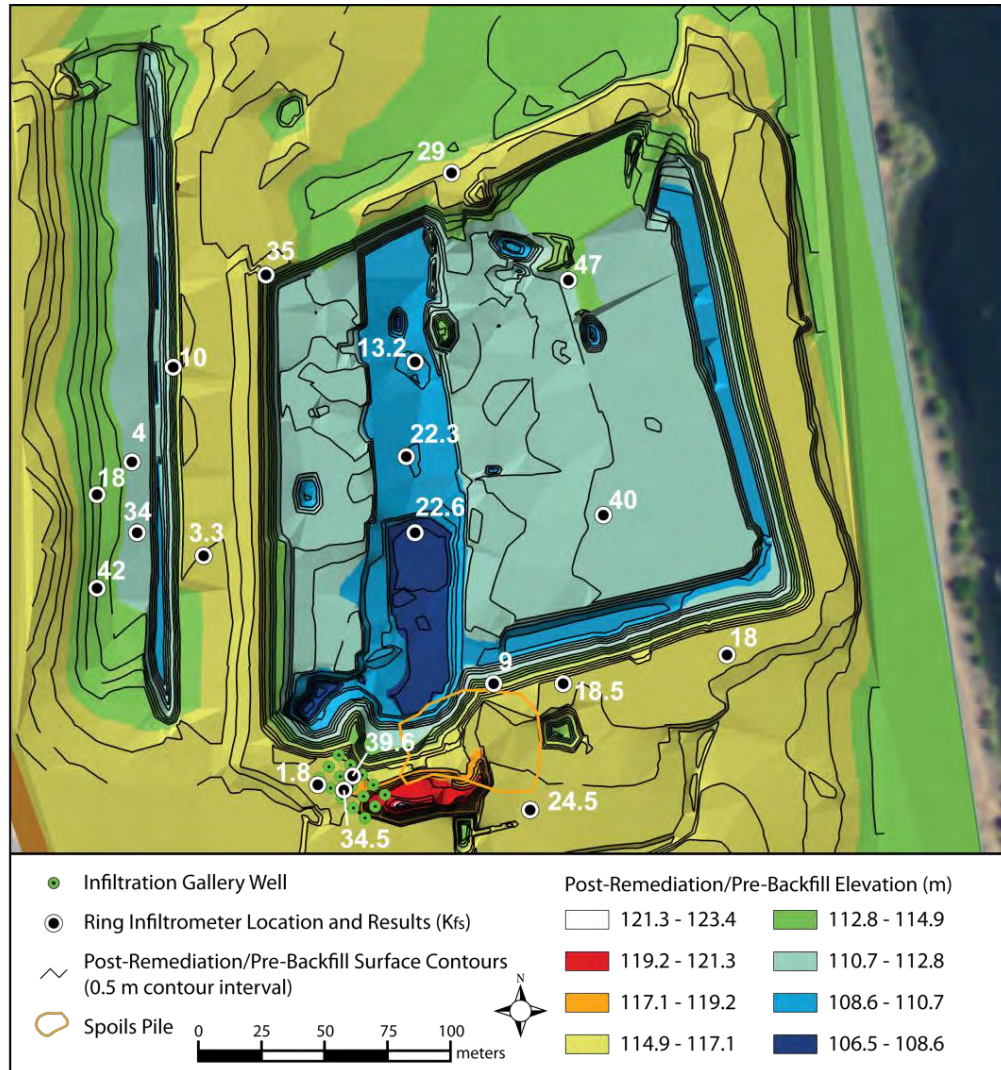 29
35
47
10
13.2
4
22.3
18
34
22.6
40
3.3
42
18
9
18.5
39.6
1.8
24.5
34.5
Infiltration Gallery Well
Ring Infiltrometer Location and Results (Kfs)
Post-Remediation/Pre-Backfill Surface Contours
(0.5 m contour interval)
Spoils Pile
0 25 50 75 100
meters
N
Post-Remediation/Pre-Backfill Elevation (m)
121.3 - 123.4
119.2 - 121.3
117.1 - 119.2
114.9 - 117.1
112.8 - 114.9
110.7 - 112.8
108.6 - 110.7
106.5 - 108.6